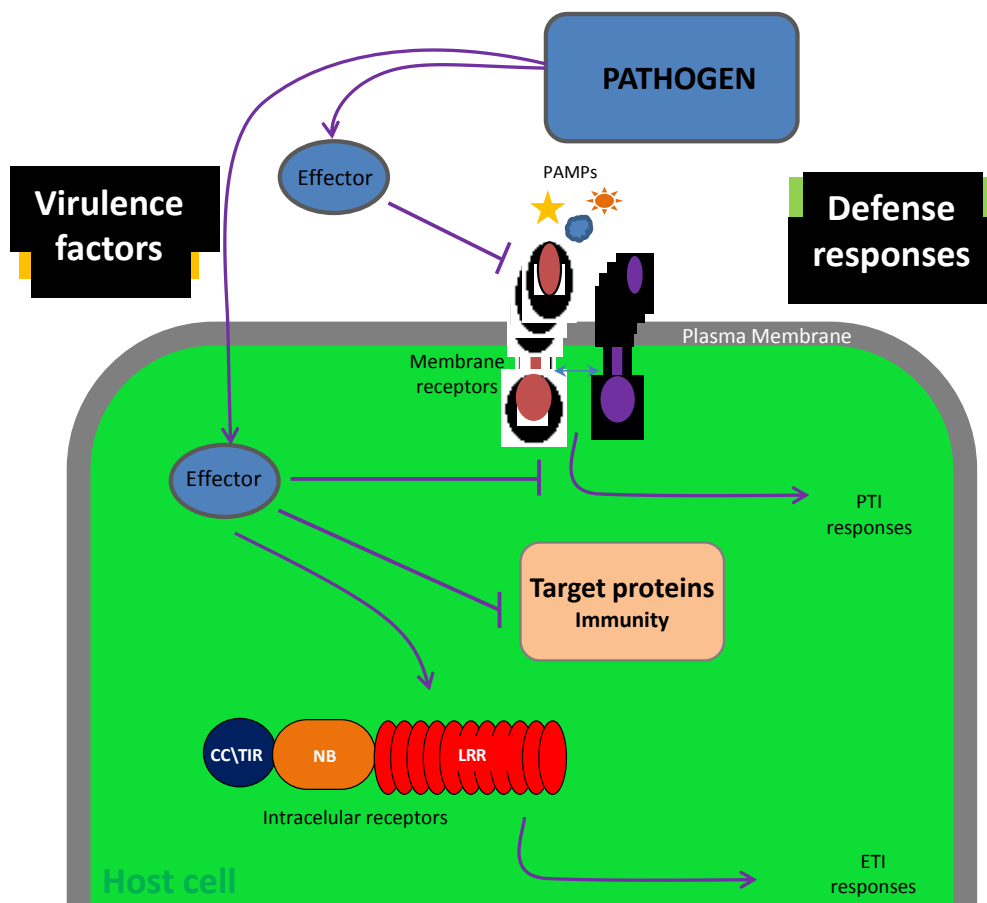 PATHOGEN
Effector
PAMPs
Virulence
factors
Defense
responses
Plasma Membrane
Membrane
receptors
Effector
PTI
responses
Target proteins
Immunity
CC\TIR
NB
LRR
Intracelular receptors
ETI
responses
Host cell